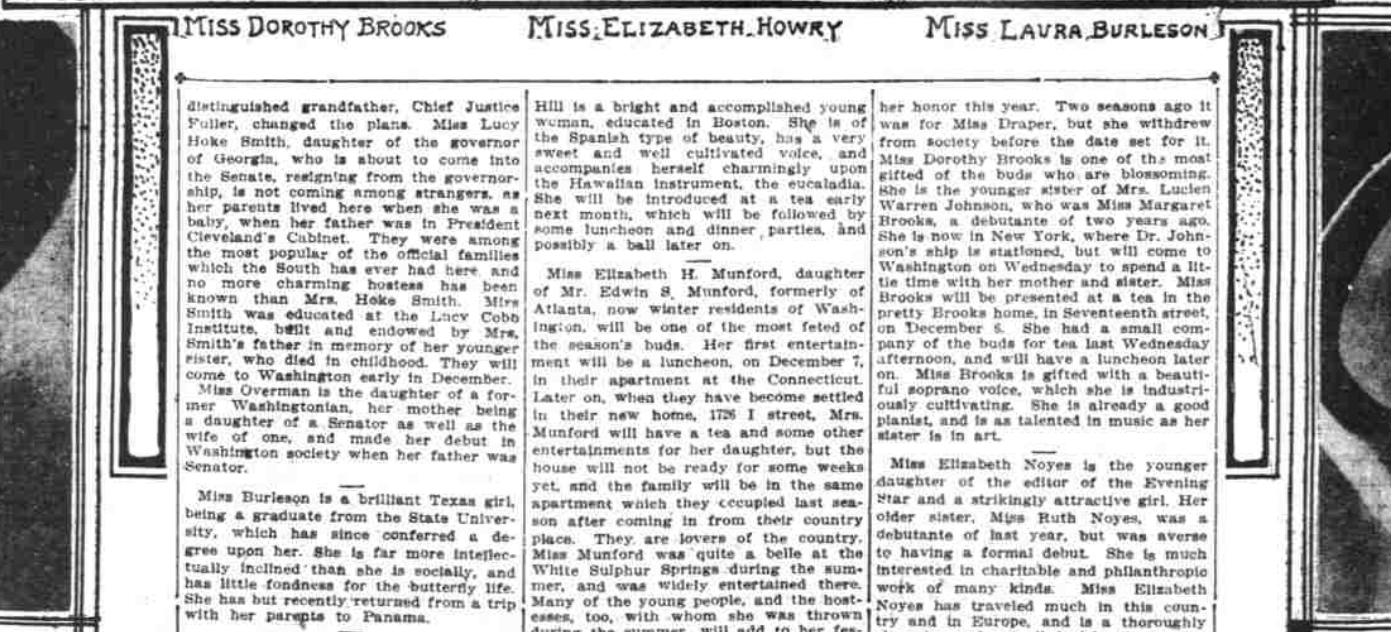 MISS DOROTHY BROOKS
MISS ELIZABETH HOWRY
MISS LAURA BURLESON
distinguished grandfather, Chief Justice
Fuller, changed the plans. Miss Lucy
Hoke Smith, daughter of the governor
of Georgia, who is about to come into
the Senate, resigning from the governor-
ship, is not coming among strangers, as
her parents lived here when she was a
baby, when her father was in President
Cleveland's Cabinet. They were among
the most popular of the official families
which the South has ever had here and
no more charming hostess has been
known than Mrs. Hoke Smith. Miss
Smith was educated at the Lucy Cobb
Institute, built and endowed by Mrs.
Smith's father in memory of her younger
sister, who died in childhood. They will
come to Washington early in December.
Miss Overman is the daughter of a for-
mer Washingtonian, her mother being
a daughter of a Senator as well as the
wife of one, and made her debut in
Washington society when her father was
Senator.
Miss Burleson is a brilliant Texas girl,
being a graduate from the State Univer-
sity, which has since conferred a de-
gree upon her. She is far more intellec-
tually inclined than she is socially, and
has little fondness for the butterfly life.
She has but recently returned from a trip
with her parents to Panama.
Hill is a bright and accomplished young
woman, educated in Boston. She is of
the Spanish type of beauty, has a very
sweet and well cultivated voice, and
accompanies herself charmingly upon
the Hawaiian instrument, the eucaladia.
She will be introduced at a tea early
next month, which will be followed by
some luncheon and dinner parties, and
possibly a ball later on.
Miss Elizabeth H. Munford, daughter
of Mr. Edwin S. Munford, formerly of
Atlanta, now winter residents of Wash-
ington, will be one of the most feted of
the season's buds. Her first entertain-
ment will be a luncheon, on December 7,
in their apartment at the Connecticut.
Later on, when they have become settled
in their new home, 1726 I street, Mrs.
Munford will have a tea and some other
entertainments for her daughter, but the
house will not be ready for some weeks
yet, and the family will be in the same
apartment which they occupied last sea-
son after coming in from their country
place. They are lovers of the country.
Miss Munford was quite a belle at the
White Sulphur Springs during the sum-
mer, and was widely entertained there.
Many of the young people, and the host-
esses, too, with whom she was thrown
during the summer, will add to her fes-
her honor this year. Two seasons ago it
was for Miss Draper, but she withdrew
from society before the date set for it.
Miss Dorothy Brooks is one of the most
gifted of the buds who are blossoming.
She is the younger sister of Mrs. Lucien
Warren Johnson, who was Miss Margaret
Brooks, a debutante of two years ago.
She is now in New York, where Dr. John-
son's ship is stationed, but will come to
Washington on Wednesday to spend a lit-
tle time with her mother and sister. Miss
Brooks will be presented at a tea in the
pretty Brooks home, in Seventeenth street,
on December 6. She had a small com-
pany of the buds for tea last Wednesday
afternoon, and will have a luncheon later
on. Miss Brooks is gifted with a beauti-
ful soprano voice, which she is industri-
ously cultivating. She is already a good
pianist, and is as talented in music as her
sister is in art.
Miss Elizabeth Noyes is the younger
daughter of the editor of the Evening
Star and a strikingly attractive girl. Her
older sister, Miss Ruth Noyes, was a
debutante of last year, but was averse
to having a formal debut. She is much
interested in charitable and philanthropic
work of many kinds. Miss Elizabeth
Noyes has traveled much in this coun-
try and in Europe, and is a thoroughly